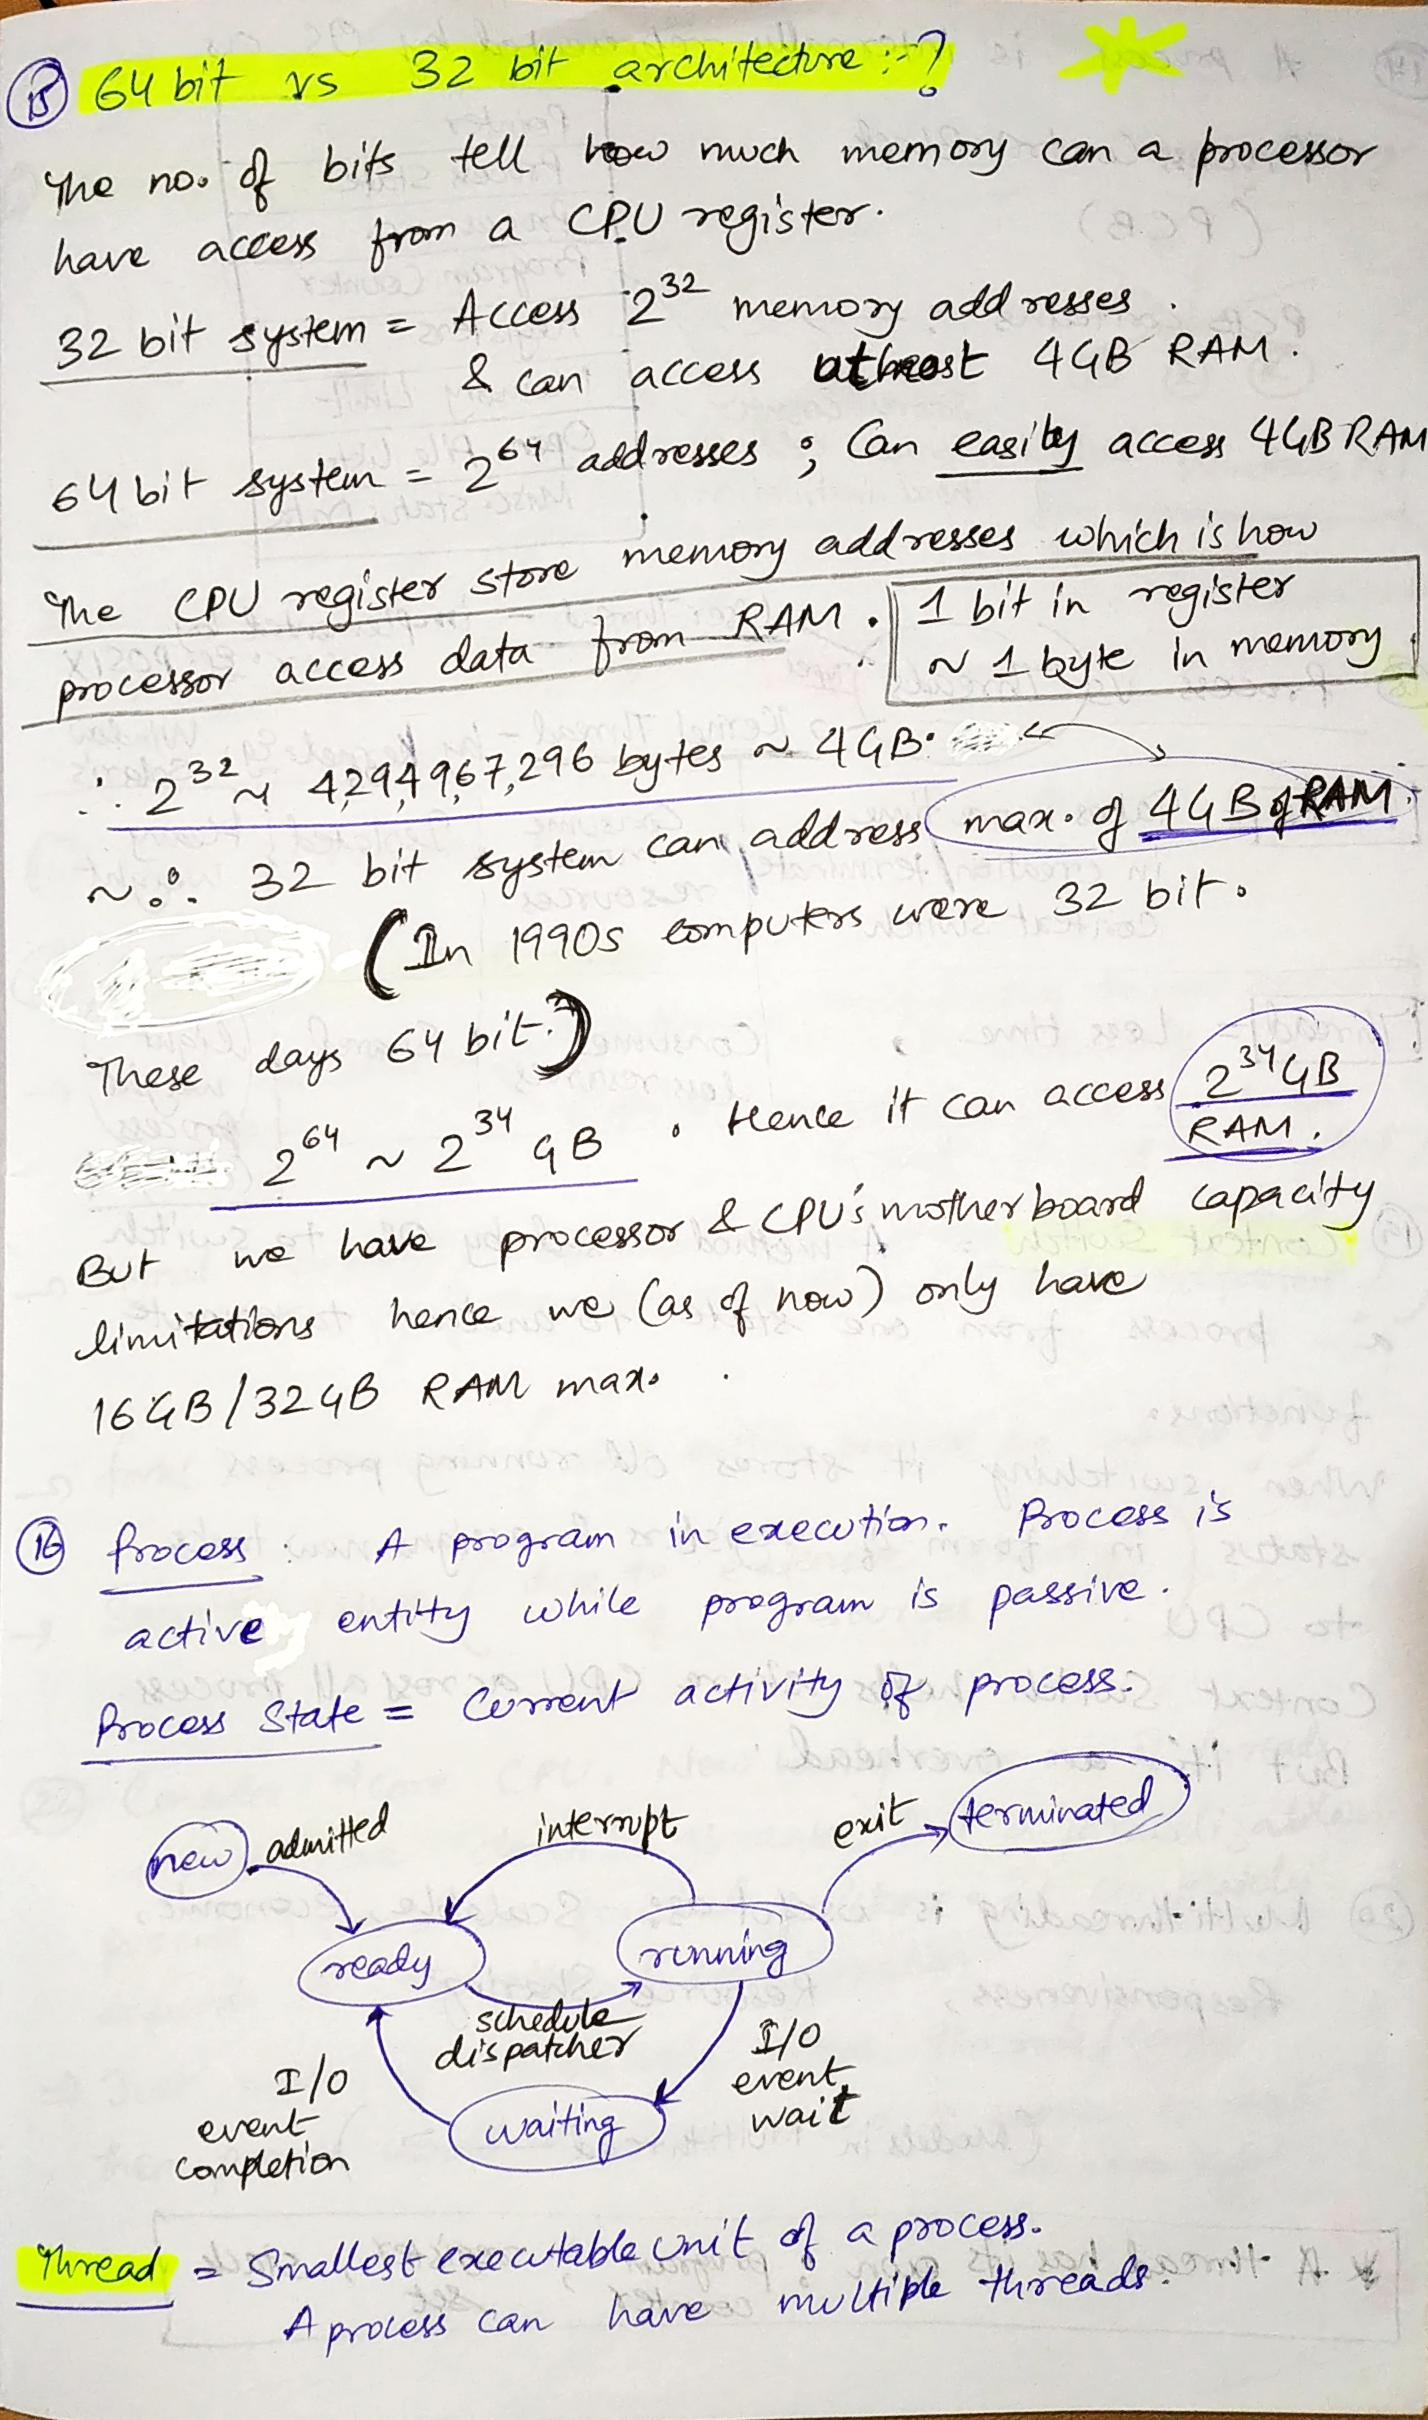 15 64 bit vs 32 bit architecture :-?
The no. of bits tell how much memory can a processor
have access from a CPU register.
32 bit system = Access 2^32 memory addresses.
& can access atmost 4GB RAM.
64 bit system = 2^64 addresses ; Can easily access 4GB RAM
The CPU register store memory addresses which is how
processor access data from RAM.
1 bit in register
~ 1 byte in memory
∴ 2^32 ~ 4,294,967,296 bytes ~ 4GB.
~ ∴ 32 bit system can address max. of 4GB of RAM.
(In 1990s computers were 32 bit.
These days 64 bit.)
2^64 ~ 2^34 GB . Hence it can access 2^34 GB
RAM.
But we have processor & CPU's motherboard capacity
limitations hence we (as of now) only have
16GB/32GB RAM max.
16 Process : A program in execution. Process is
active entity while program is passive.
Process State = Current activity of process.
new admitted interrupt exit terminated
ready running
schedule
dispatcher
I/O
event
wait
I/O
event
completion
waiting
Thread = Smallest executable unit of a process.
A process can have multiple threads.